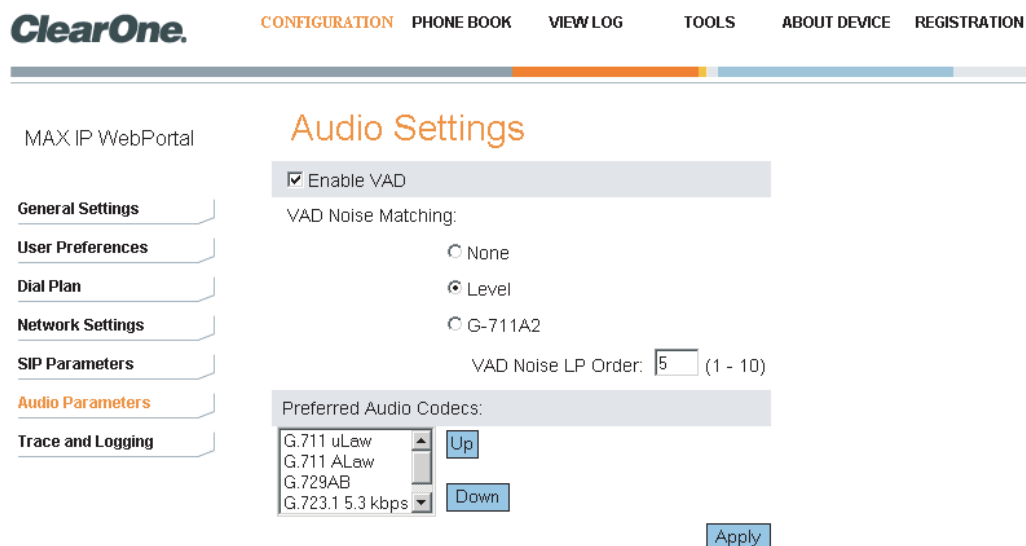 ClearOne.
CONFIGURATION PHONE BOOK VIEW LOG TOOLS ABOUT DEVICE REGISTRATION
MAX IP WebPortal
General Settings
User Preferences
Dial Plan
Network Settings
SIP Parameters
Audio Parameters
Trace and Logging
Audio Settings
Enable VAD
VAD Noise Matching:
None
Level
G-711A2
VAD Noise LP Order: 5 (1 - 10)
Preferred Audio Codecs:
G.711 uLaw
G.711 ALaw
G.729AB
G.723.1 5.3 kbps
Up
Down
Apply